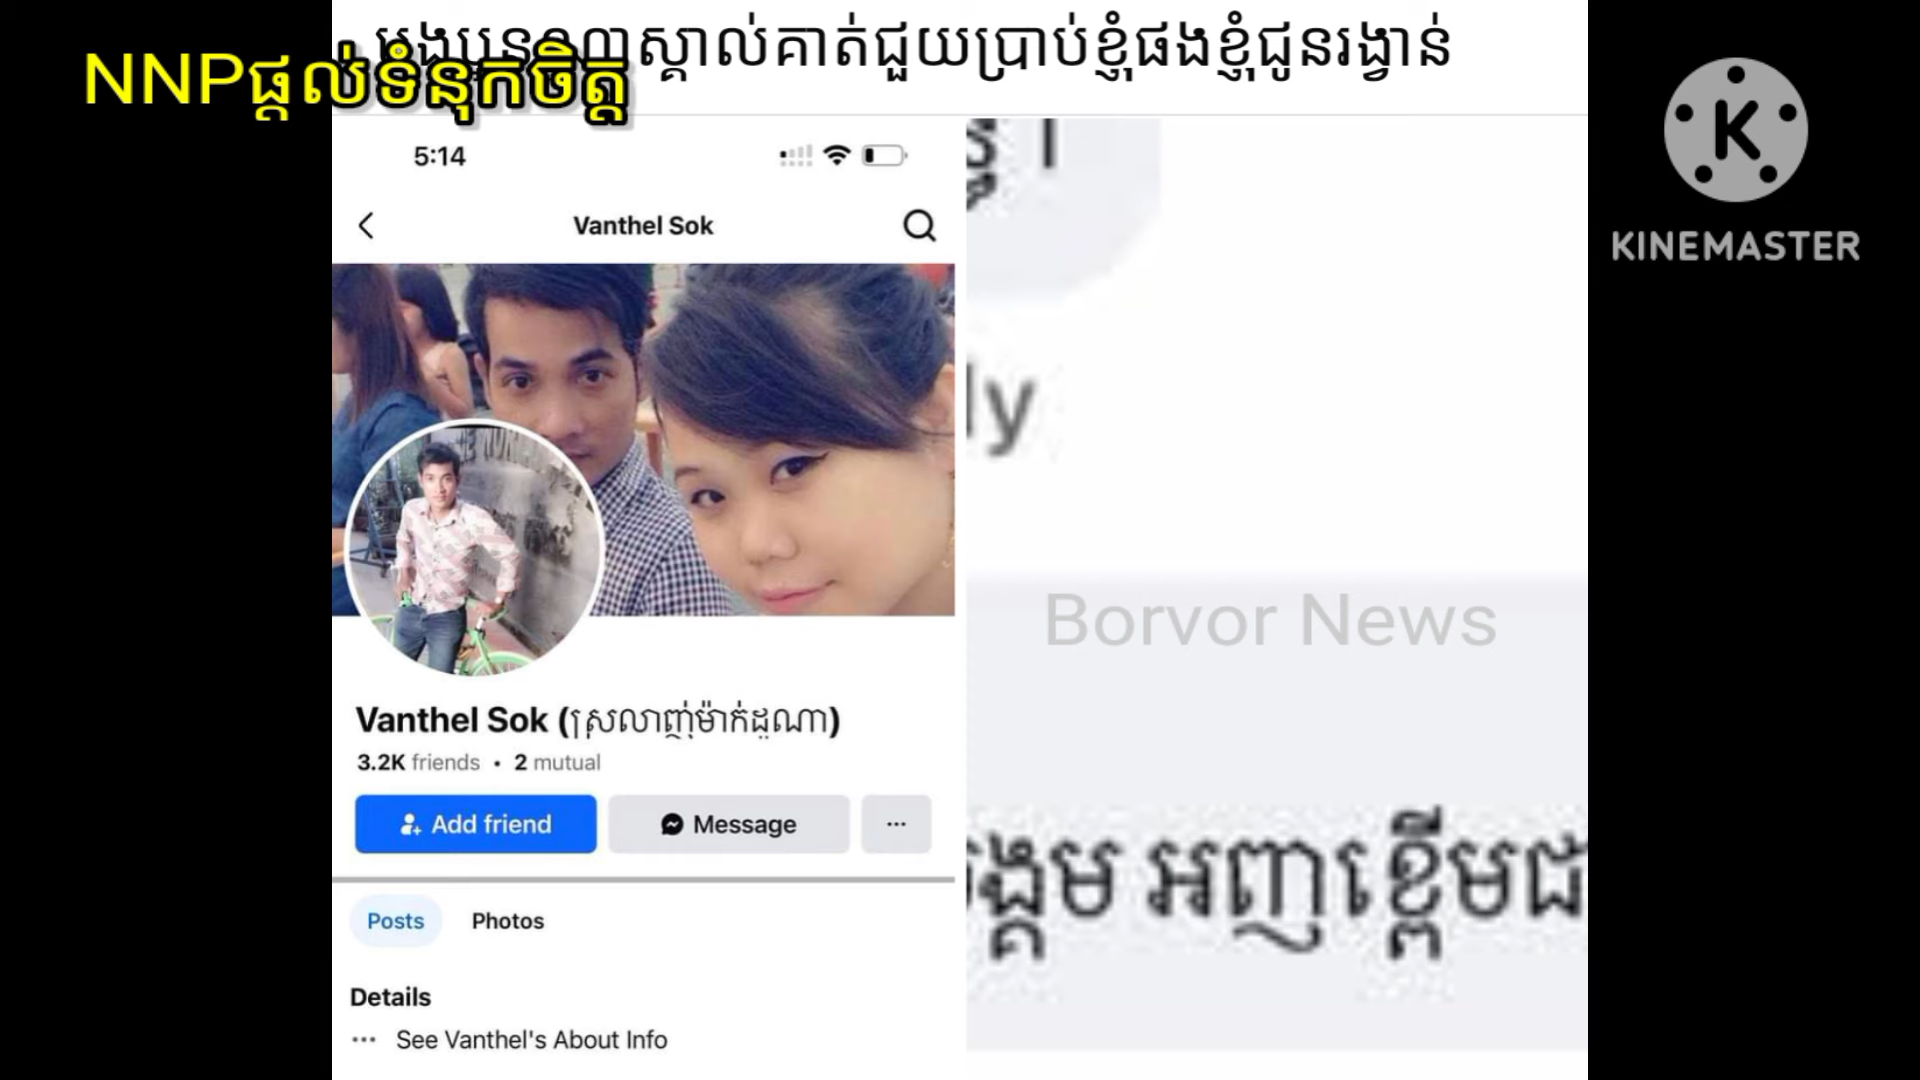 ស្គាល់គាត់ជួយប្រាប់ខ្ញុំផងខ្ញុំជូនរង្វាន់
NNPផ្តល់ទំនុកចិត្ត
5:14
Vanthel Sok
Vanthel Sok (ស្រលាញ់ម៉ាក់ដូណា)
3.2K friends • 2 mutual
Add friend
Message
Posts
Photos
Details
See Vanthel's About Info
ly
Borvor News
អញ
KINEMASTER